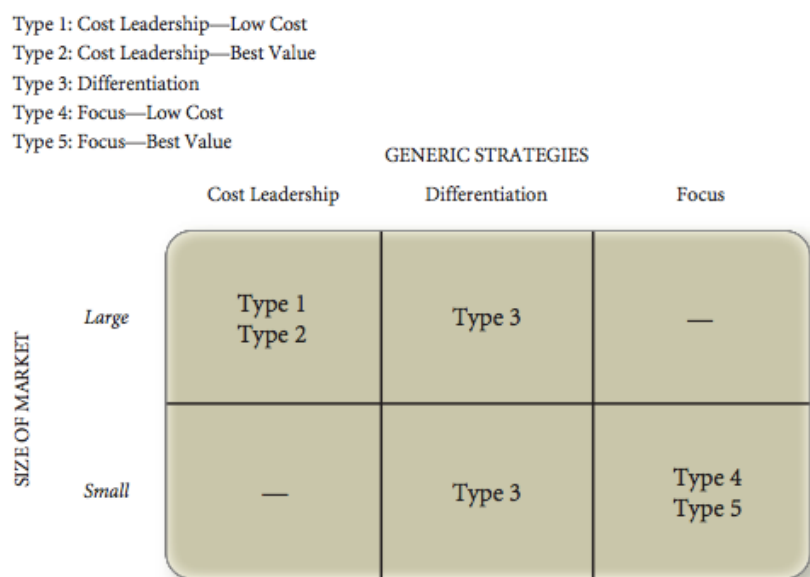 Type 1: Cost Leadership—Low Cost
Type 2: Cost Leadership—Best Value
Type 3: Differentiation
Type 4: Focus—Low Cost
Type 5: Focus—Best Value
GENERIC STRATEGIES
Cost Leadership Differentiation Focus
SIZE OF MARKET
Large
Type 1
Type 2
Type 3
—
Small
—
Type 3
Type 4
Type 5